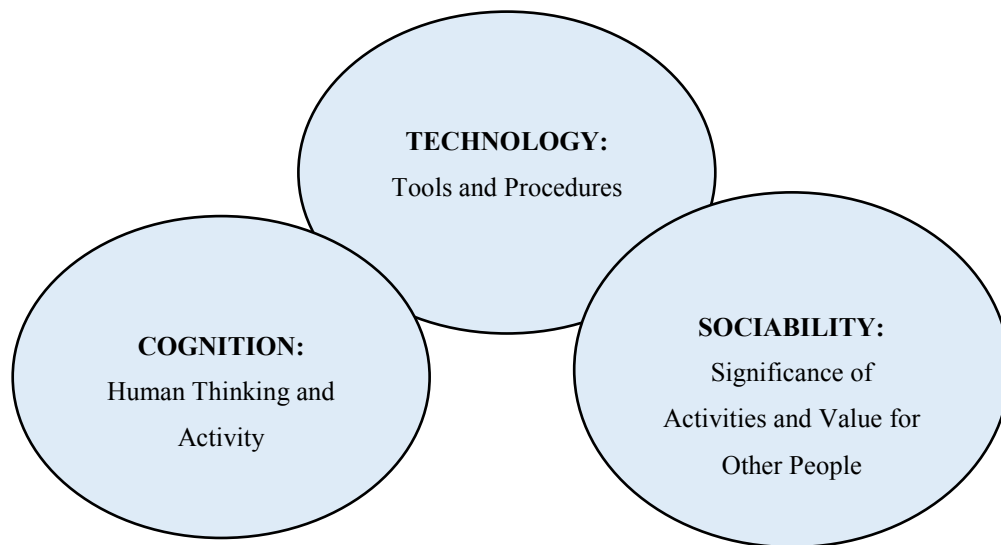 TECHNOLOGY:
Tools and Procedures
COGNITION:
Human Thinking and
Activity
SOCIABILITY:
Significance of
Activities and Value for
Other People